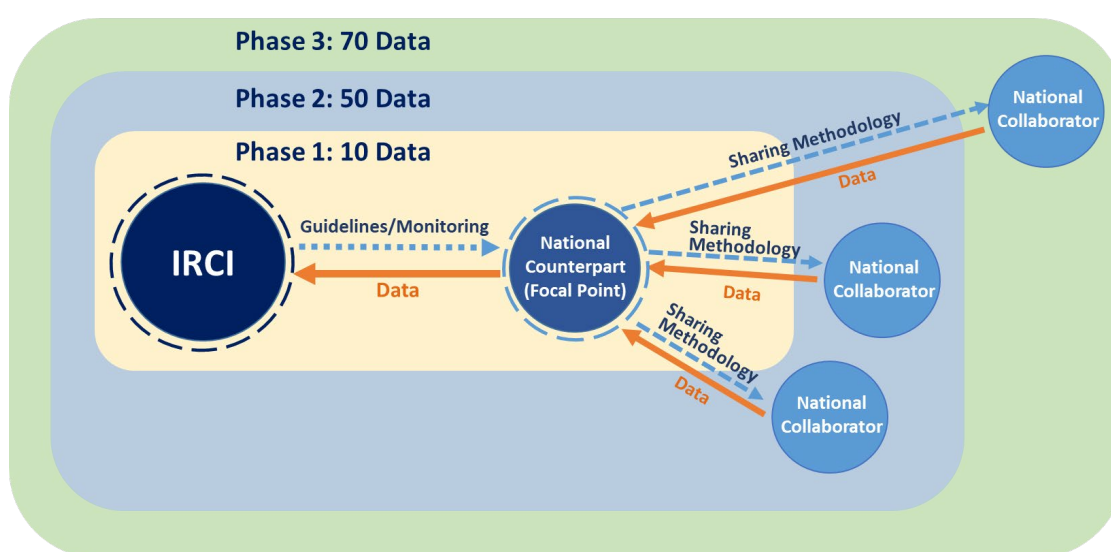 Phase 3: 70 Data
Phase 2: 50 Data
Phase 1: 10 Data
IRCI
Guidelines/Monitoring
Data
National
Counterpart
(Focal Point)
Sharing Methodology
Data
National
Collaborator
Sharing
Methodology
Data
National
Collaborator
Sharing
Methodology
Data
National
Collaborator